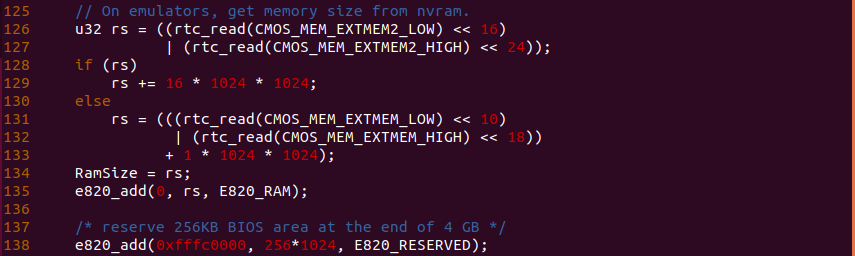 125     // On emulators, get memory size from nvram.
126     u32 rs = ((rtc_read(CMOS_MEM_EXTMEM2_LOW) << 16)
127               | (rtc_read(CMOS_MEM_EXTMEM2_HIGH) << 24));
128     if (rs)
129         rs += 16 * 1024 * 1024;
130     else
131         rs = (((rtc_read(CMOS_MEM_EXTMEM_LOW) << 10)
132                | (rtc_read(CMOS_MEM_EXTMEM_HIGH) << 18))
133               + 1 * 1024 * 1024);
134     RamSize = rs;
135     e820_add(0, rs, E820_RAM);
136
137     /* reserve 256KB BIOS area at the end of 4 GB */
138     e820_add(0xfffc0000, 256*1024, E820_RESERVED);